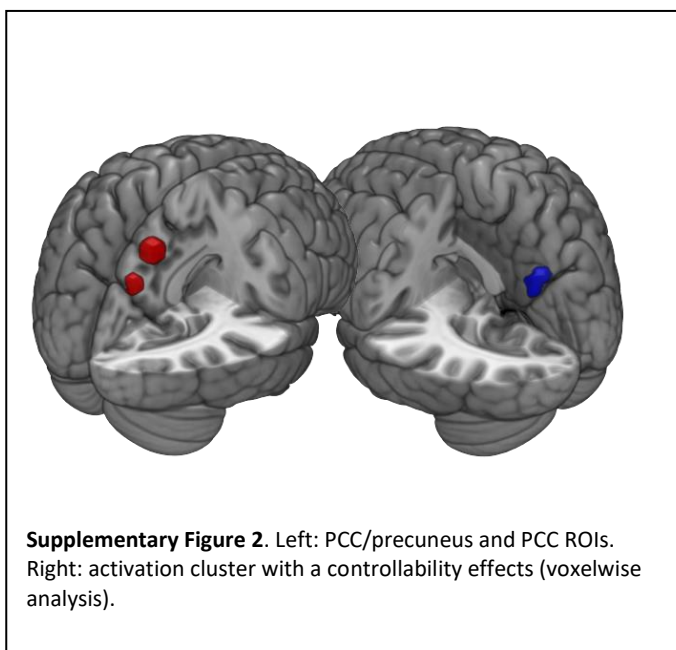 Supplementary Figure 2. Left: PCC/precuneus and PCC ROIs.
Right: activation cluster with a controllability effects (voxelwise
analysis).